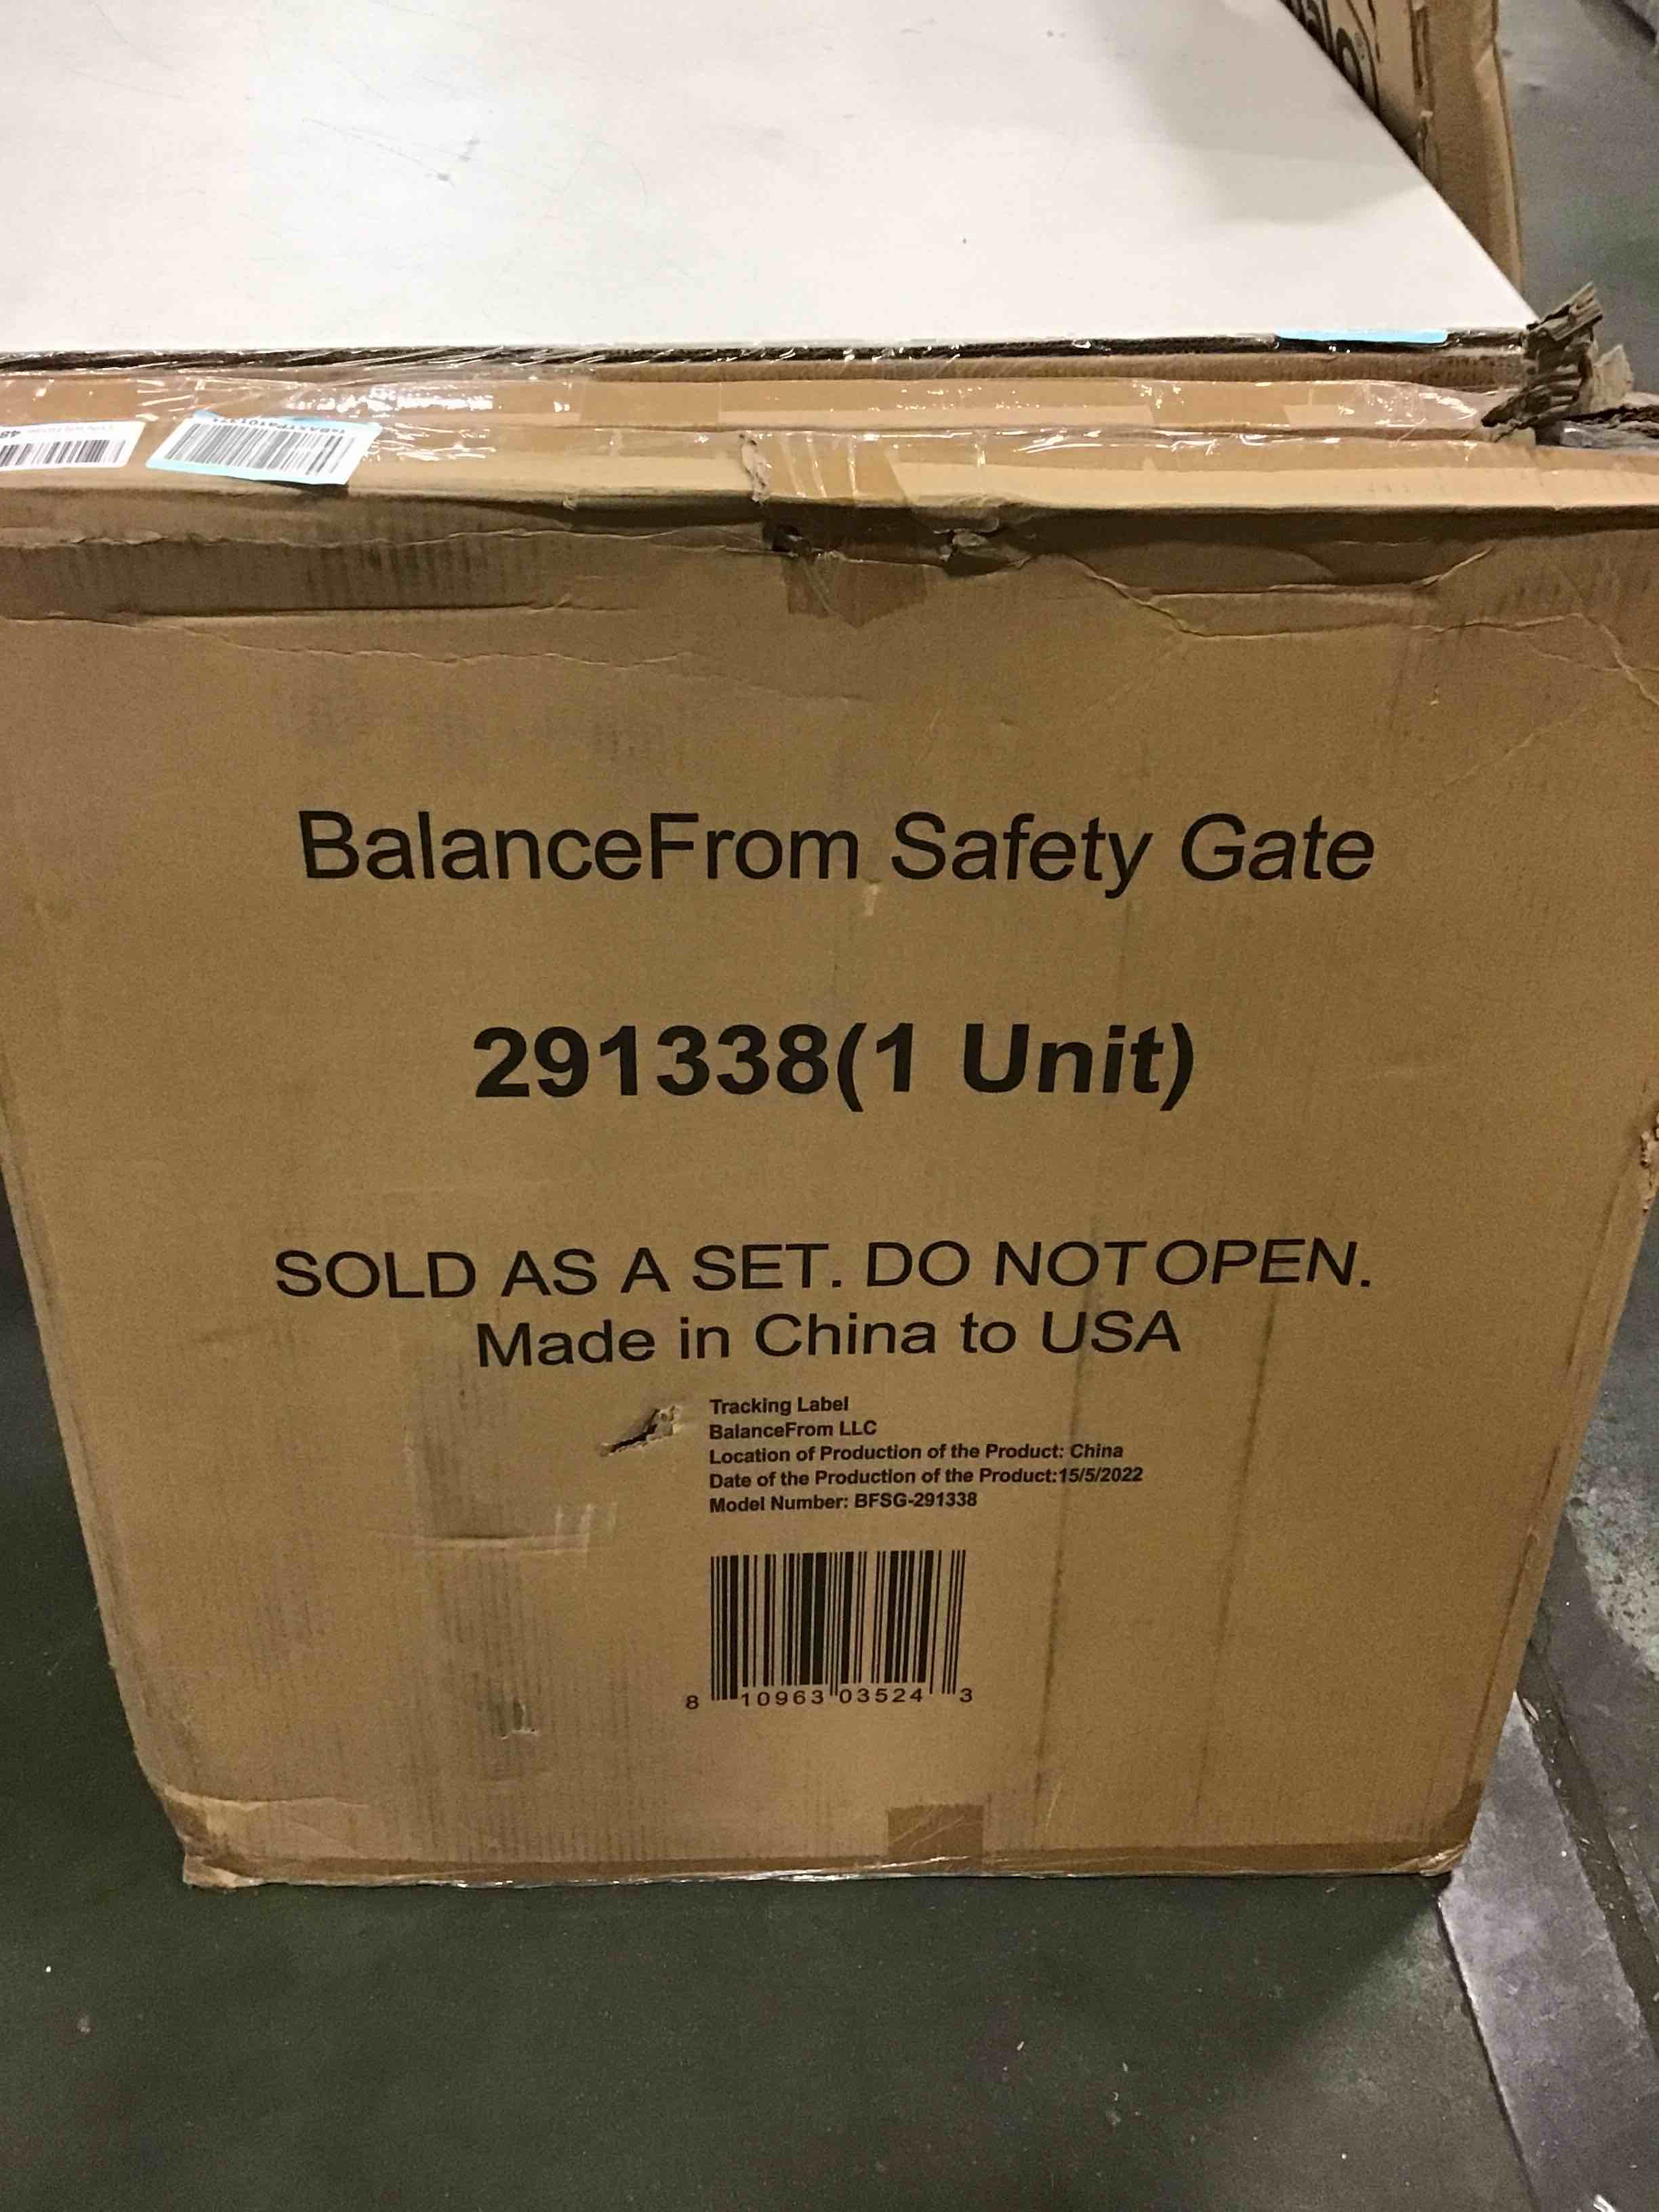 BalanceFrom Safety Gate
291338(1 Unit)
SOLD AS A SET. DO NOT OPEN.
Made in China to USA
Tracking Label
BalanceFrom LLC
Location of Production of the Product: China
Date of the Production of the Product:15/5/2022
Model Number: BFSG-291338
8 10963 03524 3